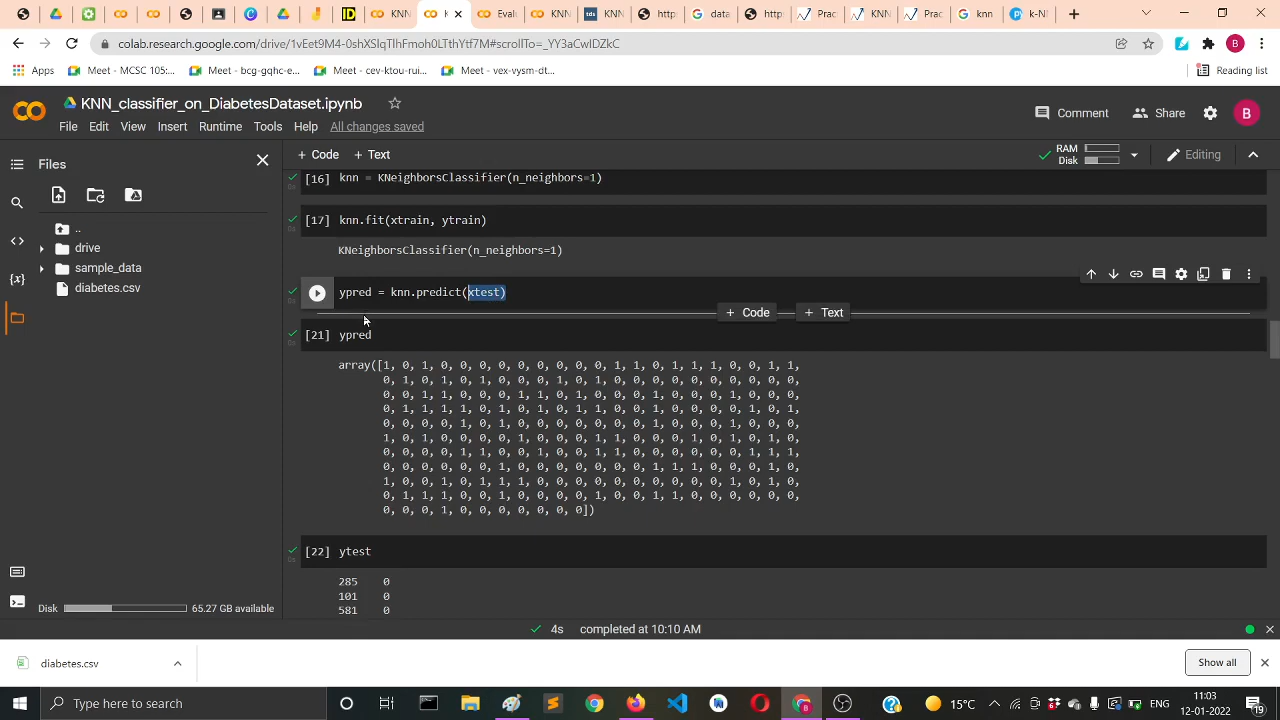 KNN
K
Evalu
KNN
tds
KNN
http
data
http
Prac
KNN
Prac
knn
k-NN
colab.research.google.com/drive/1vEet9M4-0shXSlqTlhFmoh0LTthYtf7M#scrollTo=_YY3aCwIDZkC
B
Apps
Meet - MCSC 105:...
Meet - bcg-gqhc-e...
Meet - cev-ktou-rui...
Meet - vex-vysm-dt...
Reading list
KNN_classifier_on_DiabetesDataset.ipynb
File Edit View Insert Runtime Tools Help All changes saved
Comment
Share
B
Files
+ Code + Text
RAM
Disk
Editing
..
drive
sample_data
diabetes.csv
[16] knn = KNeighborsClassifier(n_neighbors=1)
[17] knn.fit(xtrain, ytrain)
KNeighborsClassifier(n_neighbors=1)
ypred = knn.predict(xtest)
+ Code + Text
[21] ypred
array([1, 0, 1, 0, 0, 0, 0, 0, 0, 0, 0, 0, 1, 1, 0, 1, 1, 1, 0, 0, 1, 1,
0, 1, 0, 1, 0, 1, 0, 0, 0, 1, 0, 1, 0, 0, 0, 0, 0, 0, 0, 0,
0, 0, 1, 1, 0, 0, 0, 1, 1, 0, 1, 0, 0, 0, 1, 0, 0, 0, 0, 0,
0, 1, 1, 1, 1, 0, 1, 0, 1, 0, 1, 1, 0, 0, 0, 0, 0, 1, 0, 1,
0, 0, 0, 0, 0, 1, 0, 1, 0, 0, 0, 0, 0, 0, 1, 0, 0, 1, 0, 0, 0,
1, 0, 0, 0, 0, 0, 0, 1, 0, 0, 0, 1, 1, 0, 0, 0, 1, 0, 1, 0,
0, 0, 0, 0, 1, 1, 0, 0, 1, 0, 0, 1, 1, 0, 0, 0, 0, 0, 1, 1, 1,
0, 0, 0, 0, 0, 1, 0, 1, 0, 0, 0, 0, 0, 0, 1, 1, 1, 0, 0, 0, 1, 0,
1, 0, 0, 1, 0, 1, 1, 1, 0, 0, 0, 0, 0, 0, 0, 0, 0, 0, 1, 0, 1, 0,
0, 1, 1, 1, 0, 0, 0, 1, 0, 0, 0, 1, 0, 0, 1, 1, 0, 0, 0, 0, 0, 0,
0, 0, 0, 1, 0, 0, 0, 0, 0, 0, 0])
[22] ytest
285 0
101 0
581 0
Disk
65.27 GB available
4s completed at 10:10 AM
diabetes.csv
Show all
Type here to search
15°C
ENG
11:03
12-01-2022
19